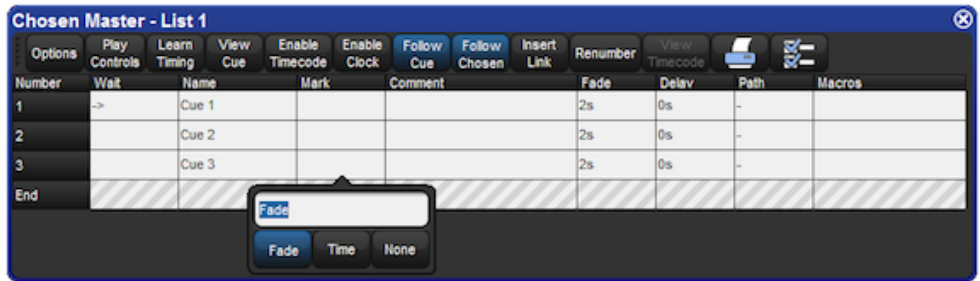 Chosen Master - List 1
Options Play Controls Learn Timing View Cue Enable Timecode Enable Clock Follow Cue Follow Chosen Insert Link Renumber View Timecode
Number Wait Name Mark Comment Fade Delay Path Macros
1 -> Cue 1 2s 0s -
2 Cue 2 2s 0s -
3 Cue 3 2s 0s -
End
Fade
Fade Time None